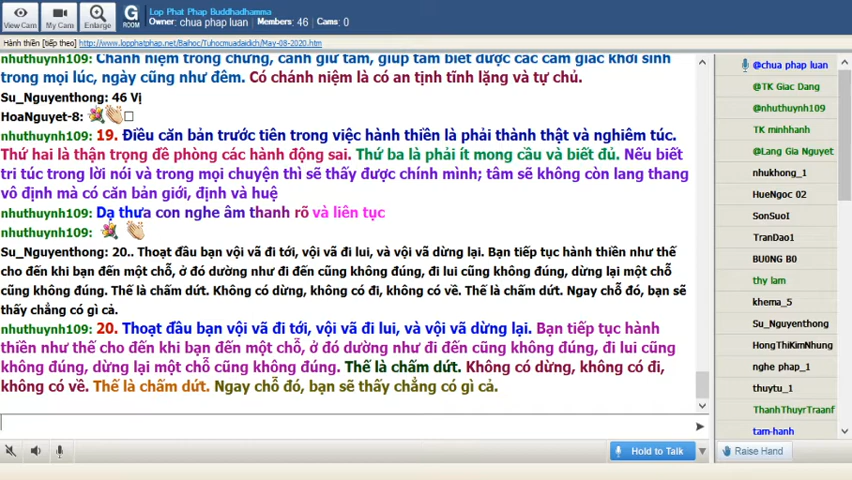 Lop Phat Phap Buddhadhamma
Owner: chua phap luan Members: 46 Cams: 0
View Cam My Cam Enlarge G ROOM
Hành thiền [tiếp theo] http://www.lopphatphap.net/Baihoc/Tuhocmuadaidich/May-08-2020.htm
nhuthuynh109: Chánh niệm trong chừng, canh giữ tâm, giúp tâm biết được các cảm giác khởi sinh
trong mọi lúc, ngày cũng như đêm. Có chánh niệm là có an tịnh tĩnh lặng và tự chủ.
Su_Nguyenthong: 46 Vị
HoaNguyet-8:
nhuthuynh109: 19. Điều căn bản trước tiên trong việc hành thiền là phải thành thật và nghiêm túc.
Thứ hai là thận trọng đề phòng các hành động sai. Thứ ba là phải ít mong cầu và biết đủ. Nếu biết
tri túc trong lời nói và trong mọi chuyện thì sẽ thấy được chính mình; tâm sẽ không còn lang thang
vô định mà có căn bản giới, định và huệ
nhuthuynh109: Dạ thưa con nghe âm thanh rõ và liên tục
nhuthuynh109:
Su_Nguyenthong: 20.. Thoạt đầu bạn vội vã đi tới, vội vã đi lui, và vội vã dừng lại. Bạn tiếp tục hành thiền như thế
cho đến khi bạn đến một chỗ, ở đó dường như đi đến cũng không đúng, đi lui cũng không đúng, dừng lại một chỗ
cũng không đúng. Thế là chấm dứt. Không có dừng, không có đi, không có về. Thế là chấm dứt. Ngay chỗ đó, bạn sẽ
thấy chẳng có gì cả.
nhuthuynh109: 20. Thoạt đầu bạn vội vã đi tới, vội vã đi lui, và vội vã dừng lại. Bạn tiếp tục hành
thiền như thế cho đến khi bạn đến một chỗ, ở đó dường như đi đến cũng không đúng, đi lui cũng
không đúng, dừng lại một chỗ cũng không đúng. Thế là chấm dứt. Không có dừng, không có đi,
không có về. Thế là chấm dứt. Ngay chỗ đó, bạn sẽ thấy chẳng có gì cả.
Hold to Talk
@chua phap luan
@TK Giac Dang
@nhuthuynh109
TK minhhanh
@Lang Gia Nguyet
nhukhong_1
HueNgoc 02
SonSuoI
TranDao1
BU0NG B0
thy lam
khema_5
Su_Nguyenthong
HongThiKimNhung
nghe phap_1
thuytu_1
ThanhThuyrTraanf
tam-hanh
Raise Hand